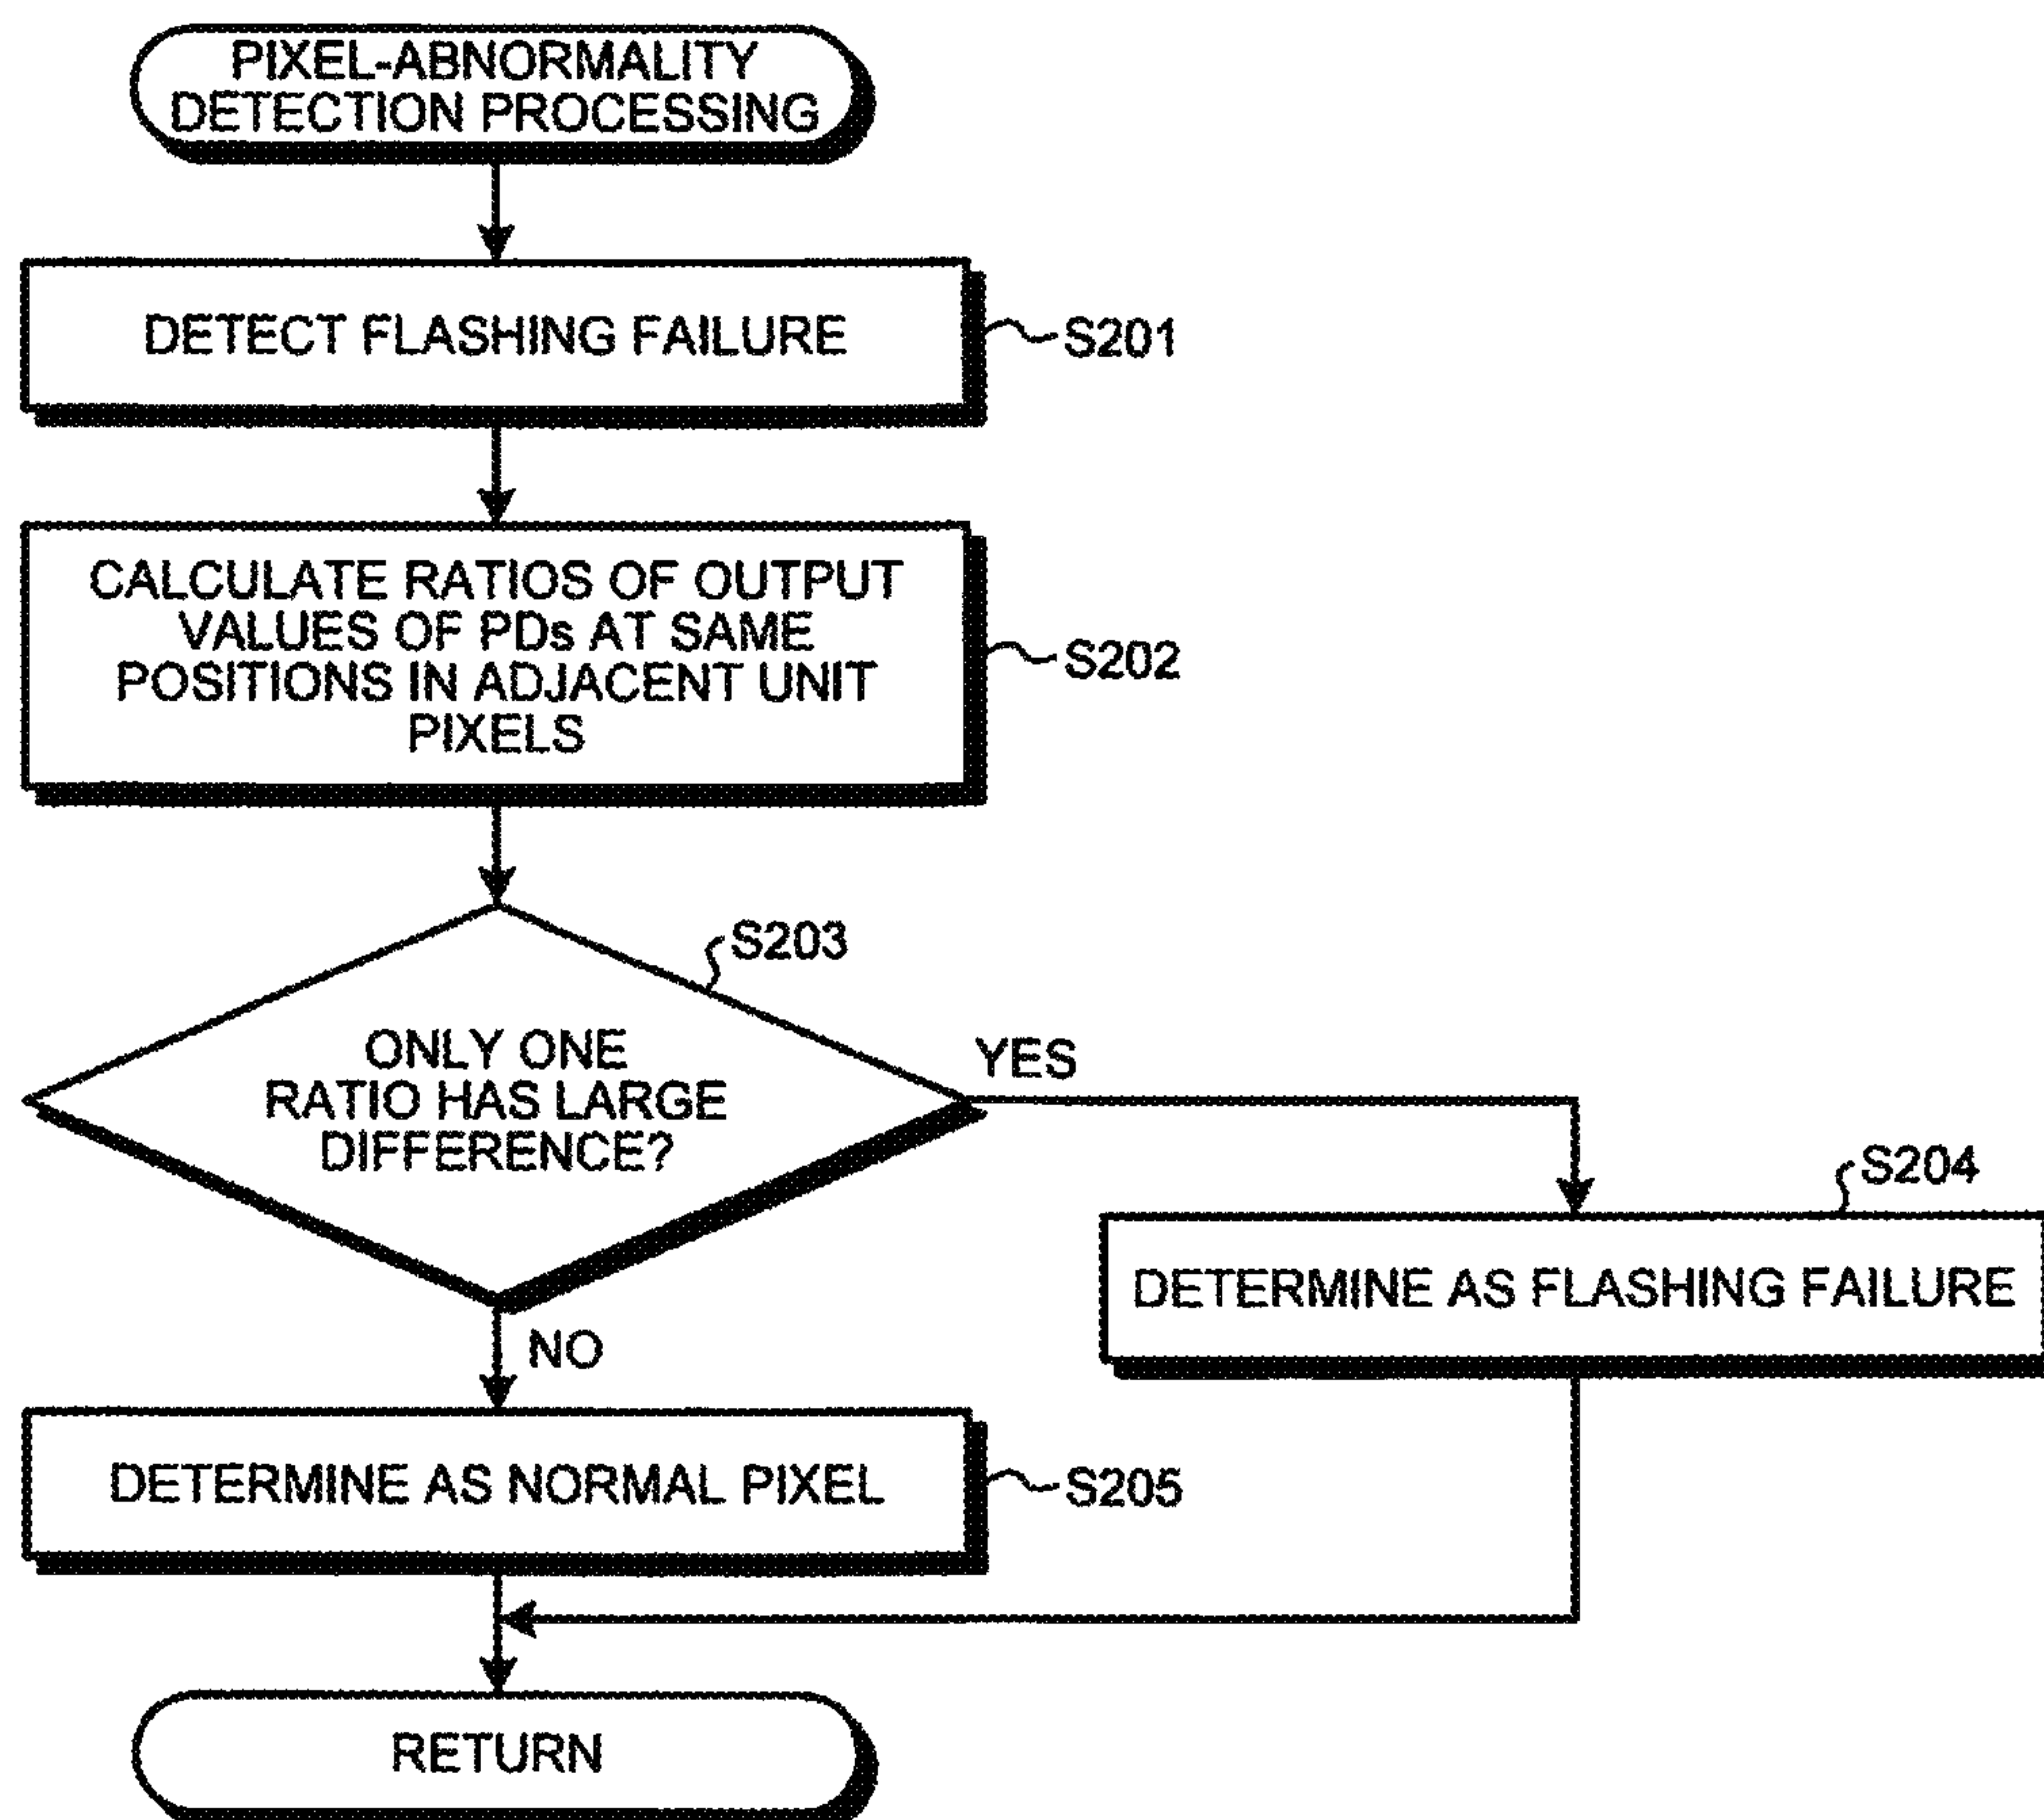 PIXEL-ABNORMALITY
DETECTION PROCESSING
DETECT FLASHING FAILURE
S201
CALCULATE RATIOS OF OUTPUT
VALUES OF PDs AT SAME
POSITIONS IN ADJACENT UNIT
PIXELS
S202
S203
ONLY ONE
RATIO HAS LARGE
DIFFERENCE?
YES
S204
DETERMINE AS FLASHING FAILURE
NO
DETERMINE AS NORMAL PIXEL
S205
RETURN